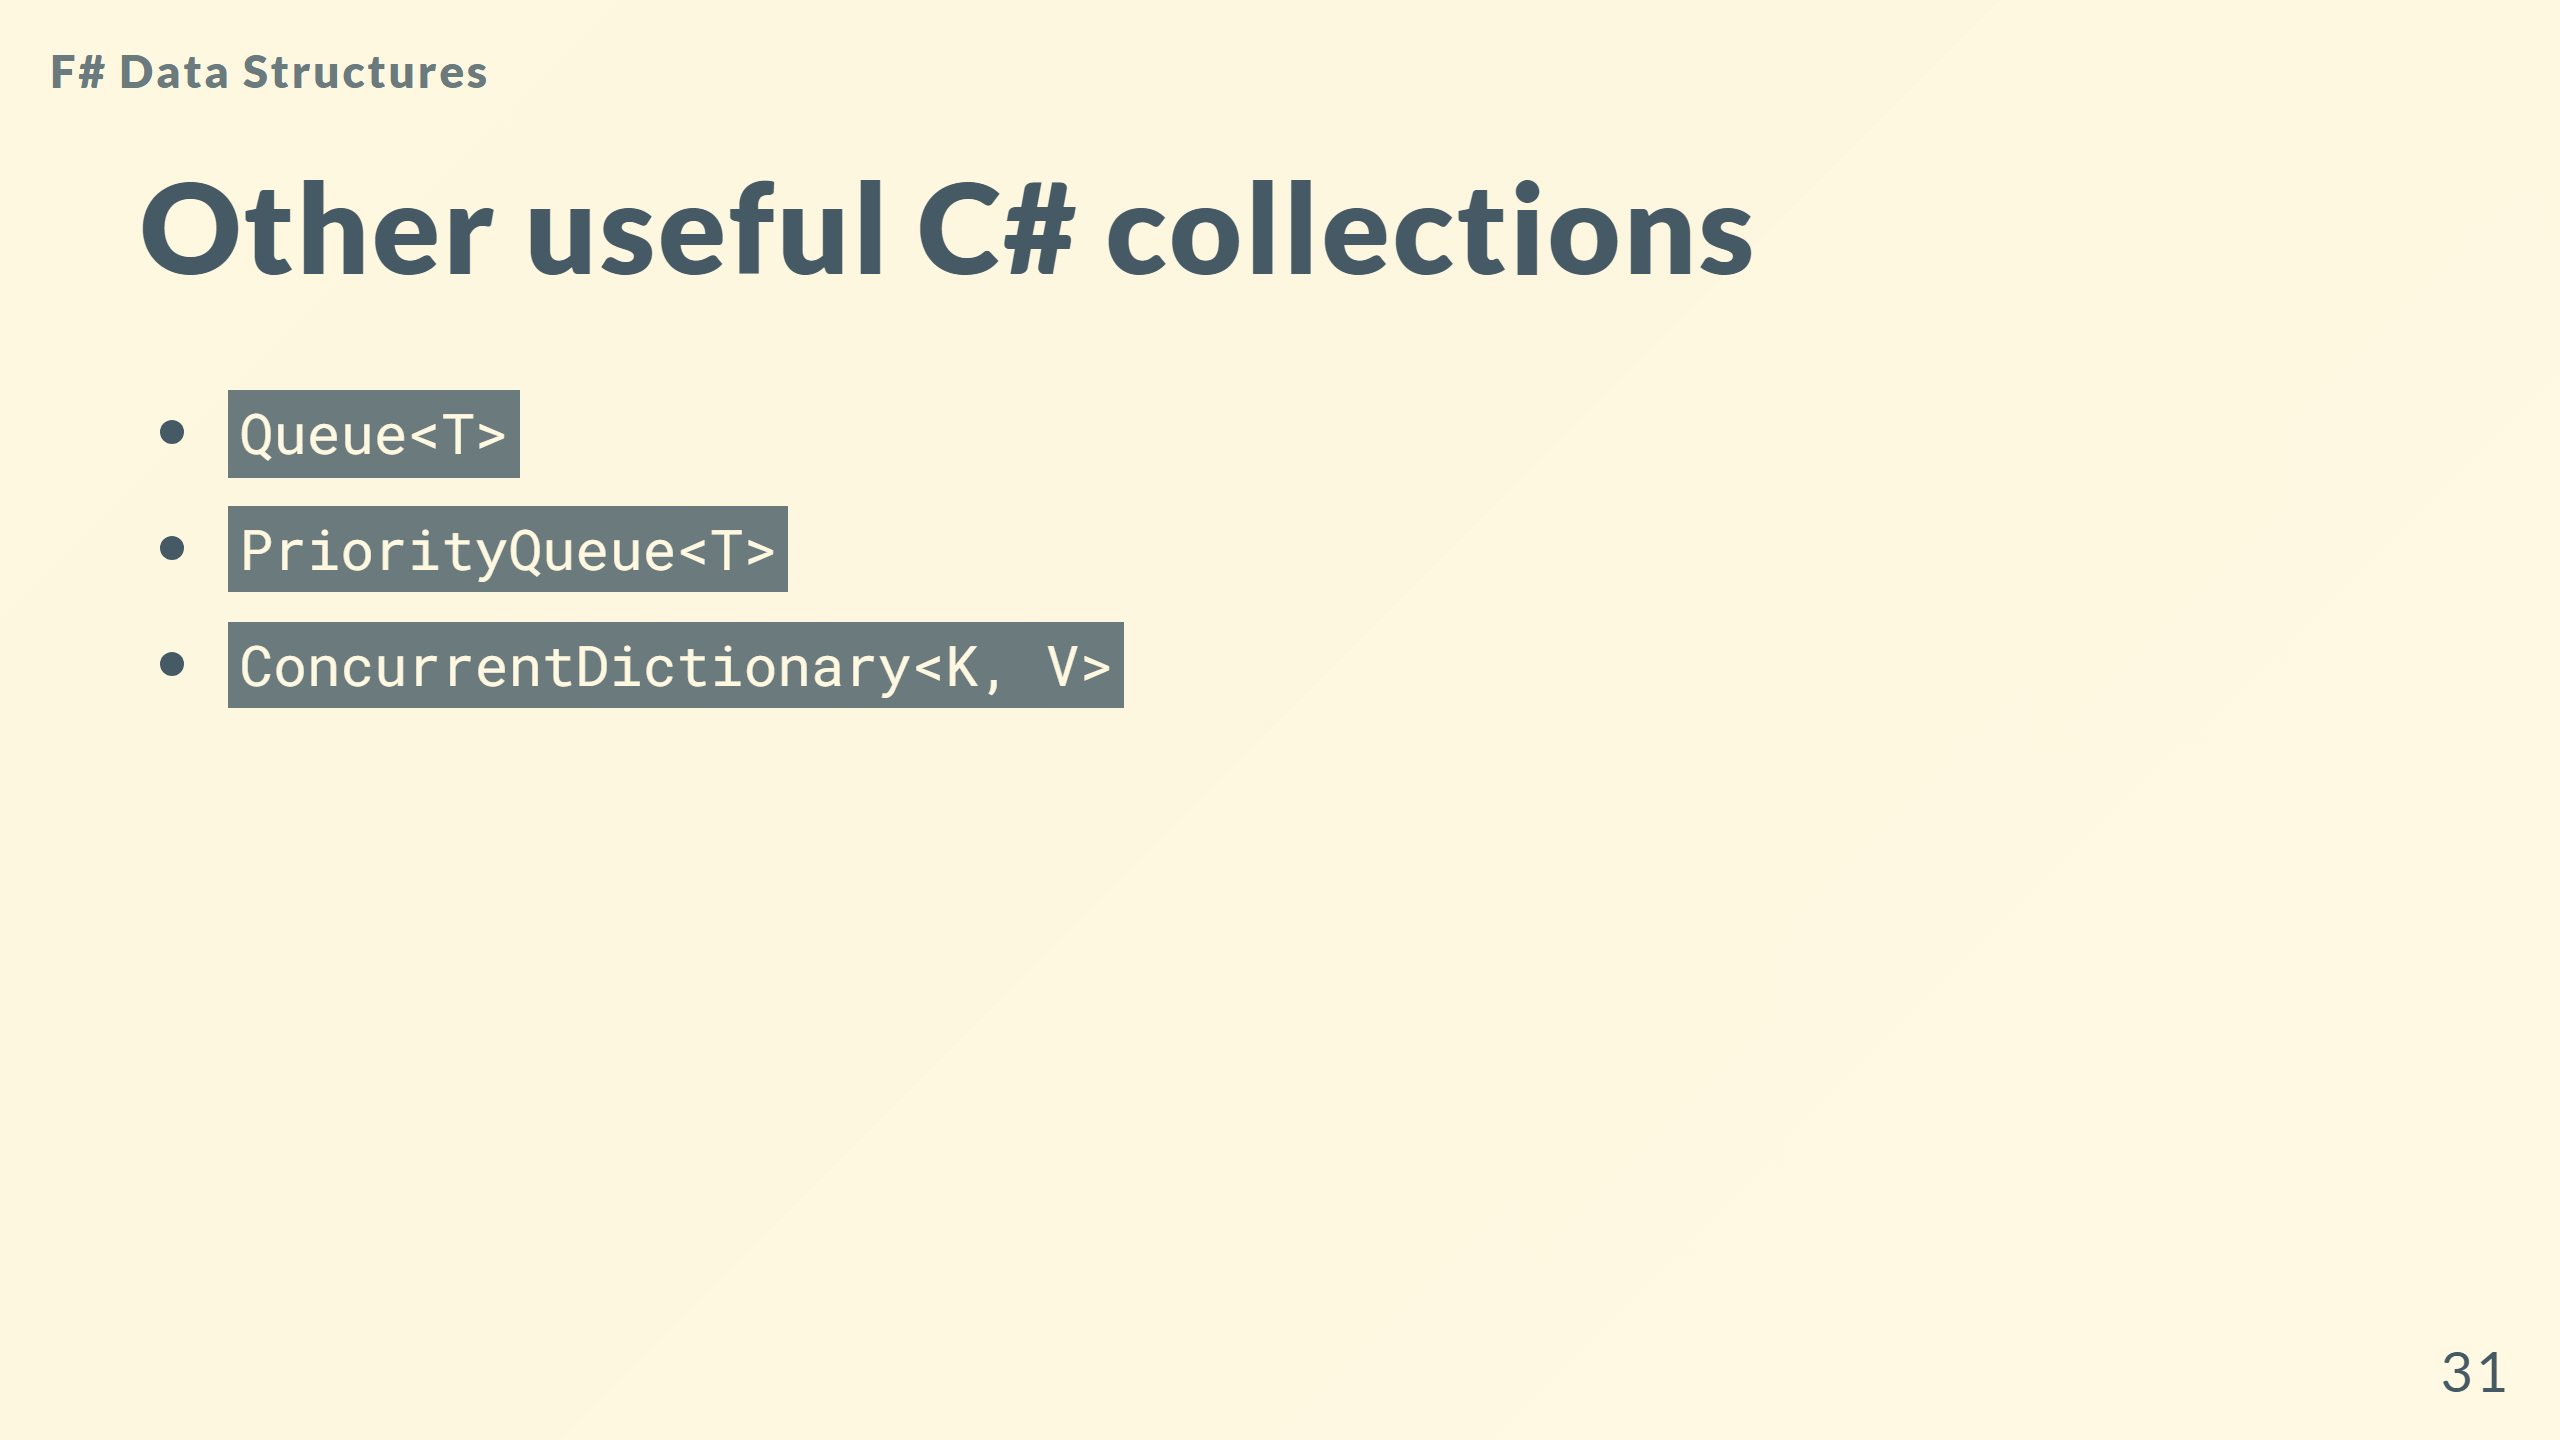 F# Data Structures
Other useful C# collections
Queue<T>
PriorityQueue<T>
ConcurrentDictionary<K, V>
31